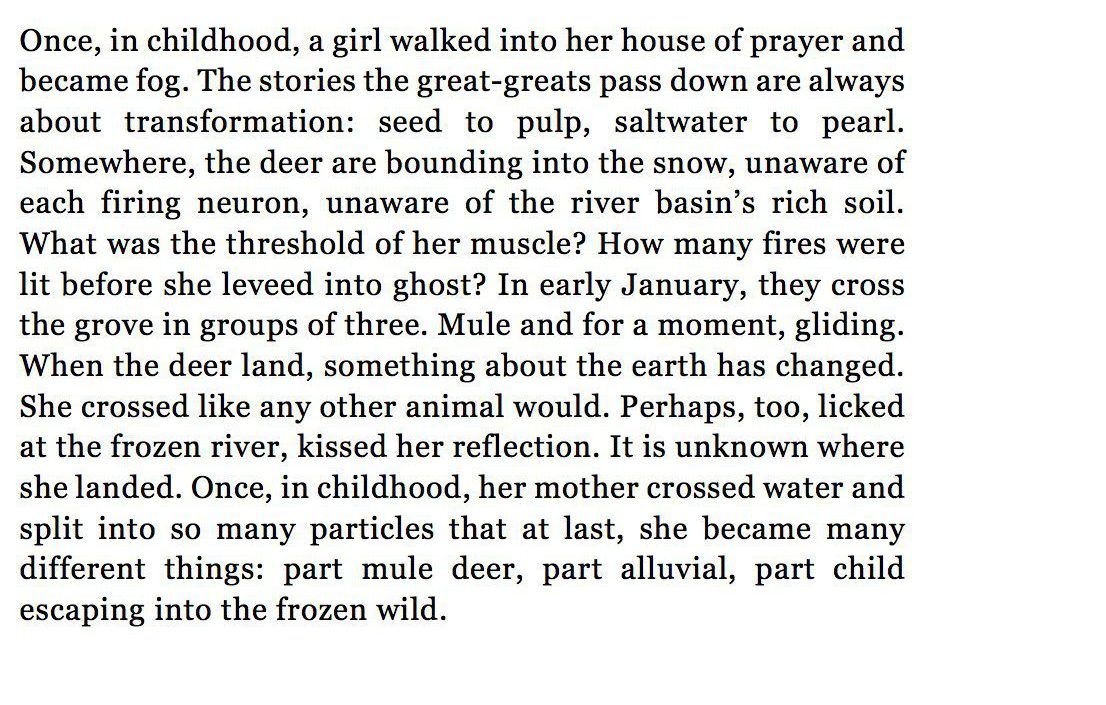 Once, in childhood, a girl walked into her house of prayer and
became fog. The stories the great-greats pass down are always
about transformation: seed to pulp, saltwater to pearl.
Somewhere, the deer are bounding into the snow, unaware of
each firing neuron, unaware of the river basin’s rich soil.
What was the threshold of her muscle? How many fires were
lit before she leveed into ghost? In early January, they cross
the grove in groups of three. Mule and for a moment, gliding.
When the deer land, something about the earth has changed.
She crossed like any other animal would. Perhaps, too, licked
at the frozen river, kissed her reflection. It is unknown where
she landed. Once, in childhood, her mother crossed water and
split into so many particles that at last, she became many
different things: part mule deer, part alluvial, part child
escaping into the frozen wild.